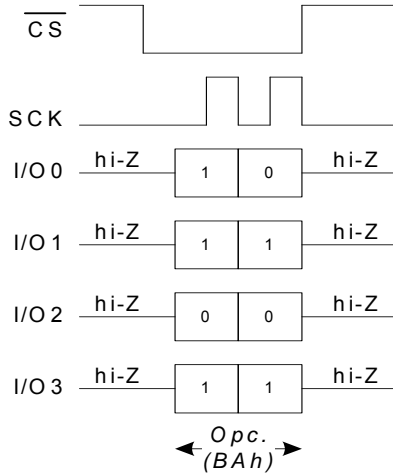 CS
SCK
I/O 0 hi-Z 1 0 hi-Z
I/O 1 hi-Z 1 1 hi-Z
I/O 2 hi-Z 0 0 hi-Z
I/O 3 hi-Z 1 1 hi-Z
Opc.
(BAh)